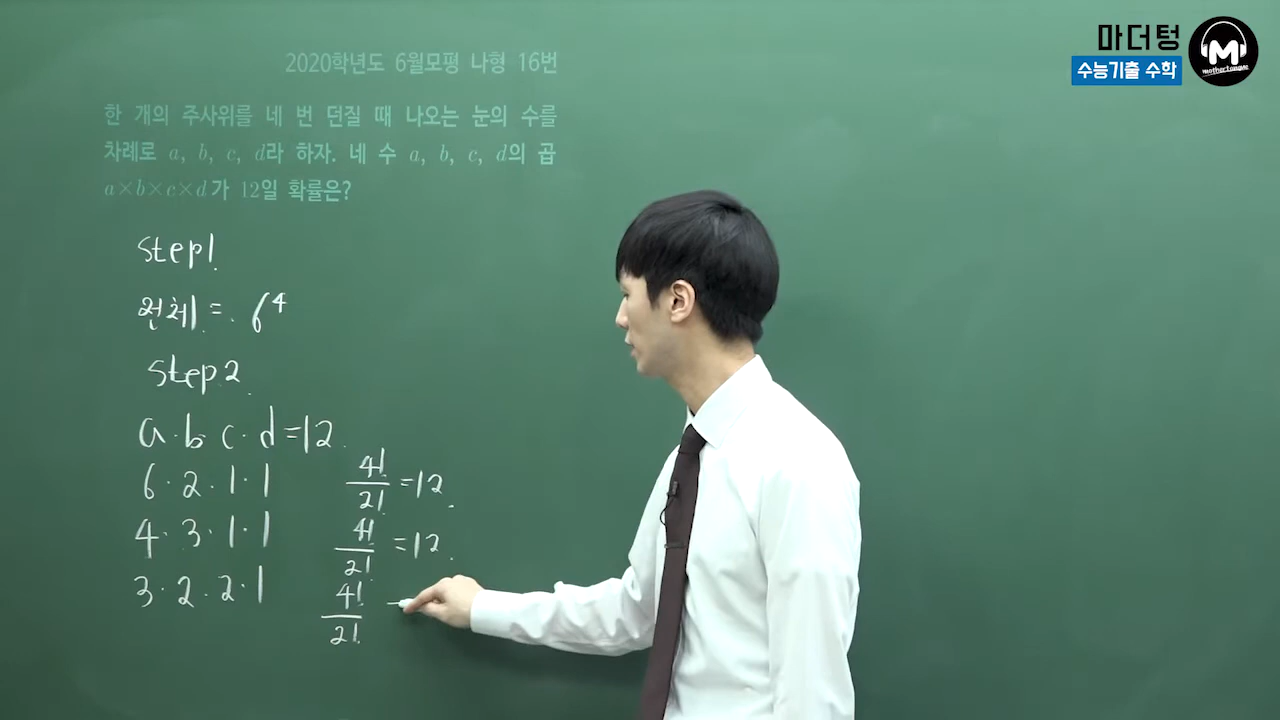 마더텅
수능기출 수학
M
mothertongue
2020학년도 6월모평 나형 16번
한 개의 주사위를 네 번 던질 때 나오는 눈의 수를
차례로 a, b, c, d라 하자. 네 수 a, b, c, d의 곱
a×b×c×d가 12일 확률은?
step1
전체 = 6⁴
step2
a·b·c·d=12
6·2·1·1 4!/2! =12
4·3·1·1 4!/2! =12
3·2·2·1 4!/2!